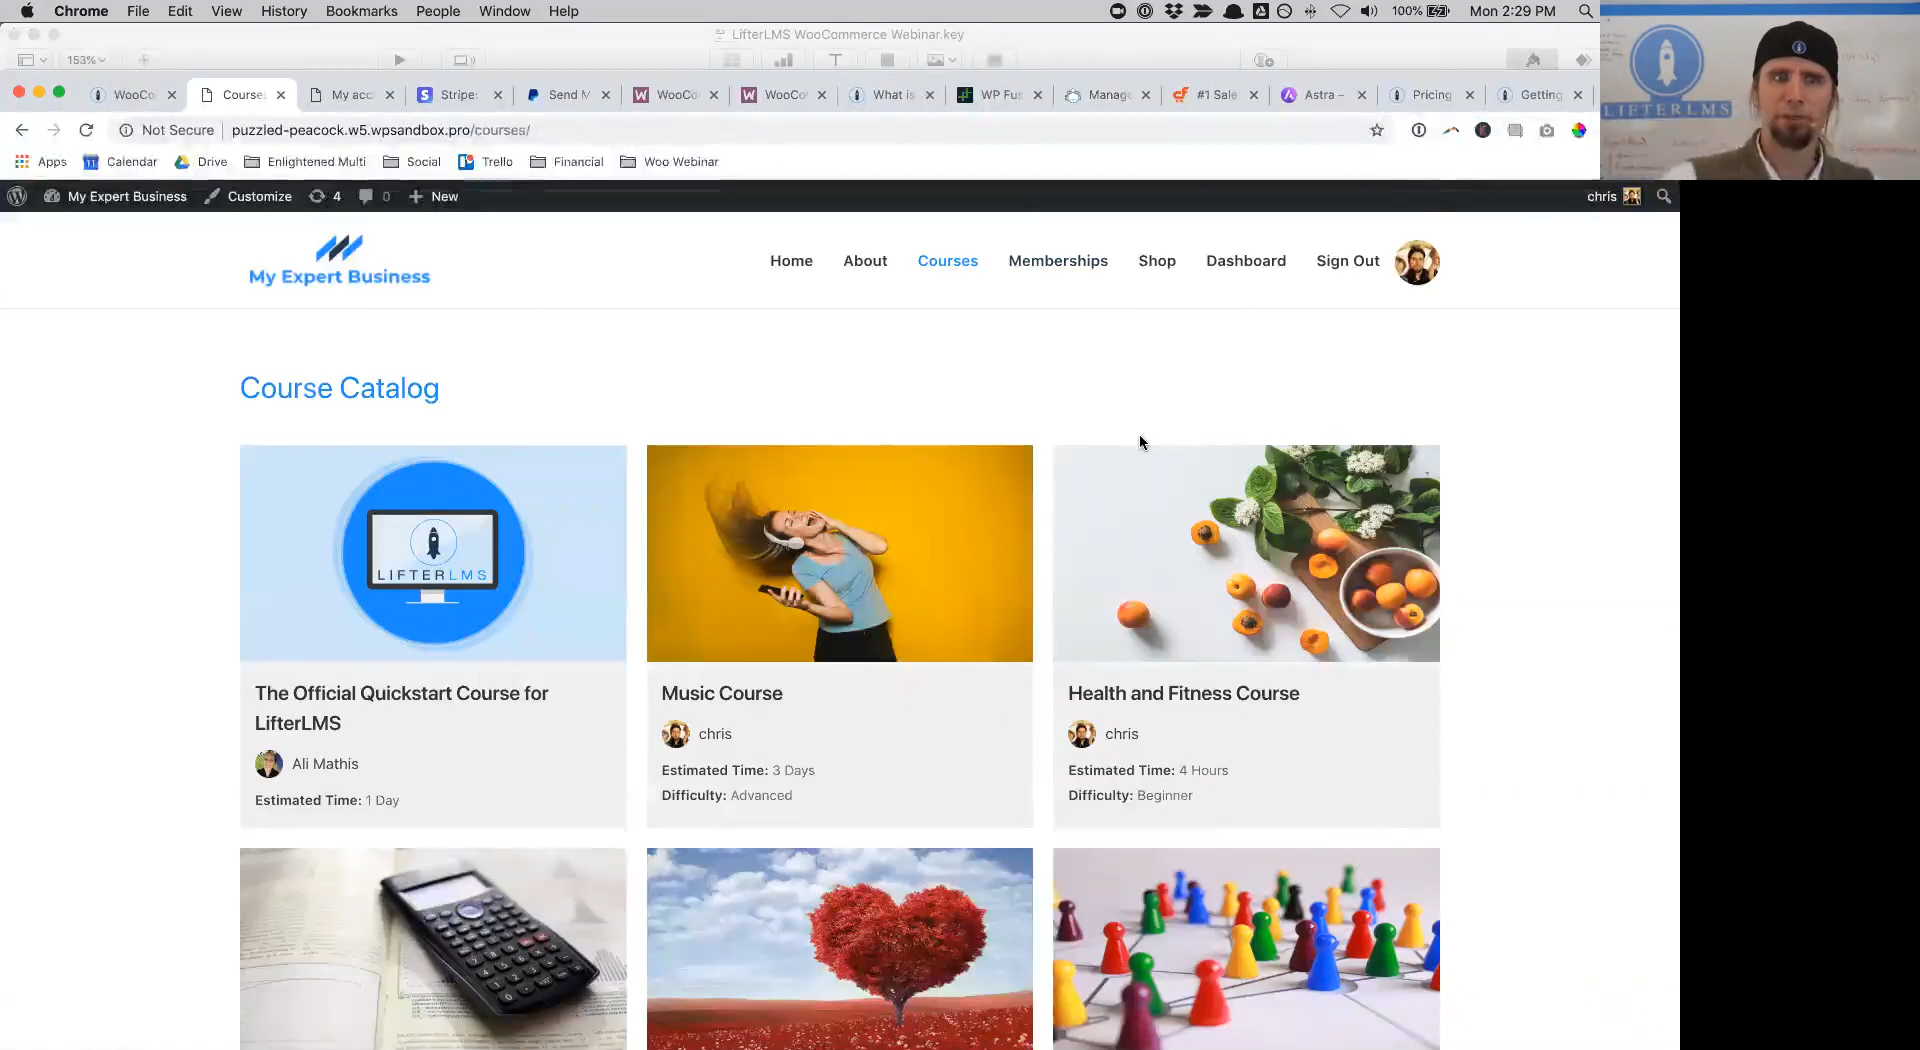 Chrome File Edit View History Bookmarks People Window Help 100% Mon 2:29 PM
LifterLMS WooCommerce Webinar.key
153%
WooCo Course My acc Stripe: Send M WooCo WooCo What is WP Fus Manage #1 Sale Astra – Pricing Getting
Not Secure puzzled-peacock.w5.wpsandbox.pro/courses/
Apps Calendar Drive Enlightened Multi Social Trello Financial Woo Webinar
LIFTERLMS
My Expert Business Customize 4 0 New chris
My Expert Business
Home About Courses Memberships Shop Dashboard Sign Out
Course Catalog
LIFTERLMS
The Official Quickstart Course for
LifterLMS
Ali Mathis
Estimated Time: 1 Day
Music Course
chris
Estimated Time: 3 Days
Difficulty: Advanced
Health and Fitness Course
chris
Estimated Time: 4 Hours
Difficulty: Beginner